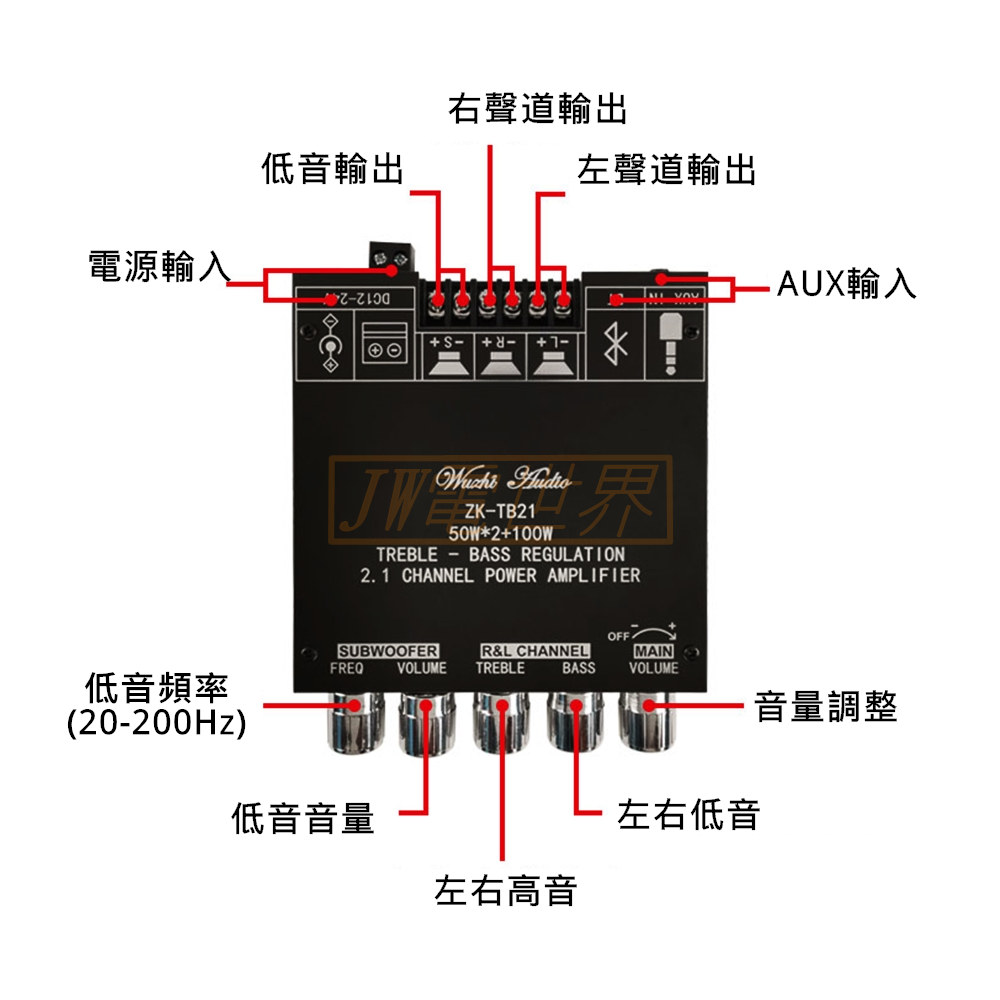 右聲道輸出
低音輸出
左聲道輸出
電源輸入
AUX輸入
DC12-24V
BT
AUX IN
+S-
+R-
+L-
JW電世界
Wuzhi Audio
ZK-TB21
50W*2+100W
TREBLE - BASS REGULATION
2.1 CHANNEL POWER AMPLIFIER
OFF - +
SUBWOOFER
R&L CHANNEL
MAIN
FREQ VOLUME TREBLE BASS VOLUME
低音頻率
(20-200Hz)
音量調整
低音音量
左右低音
左右高音